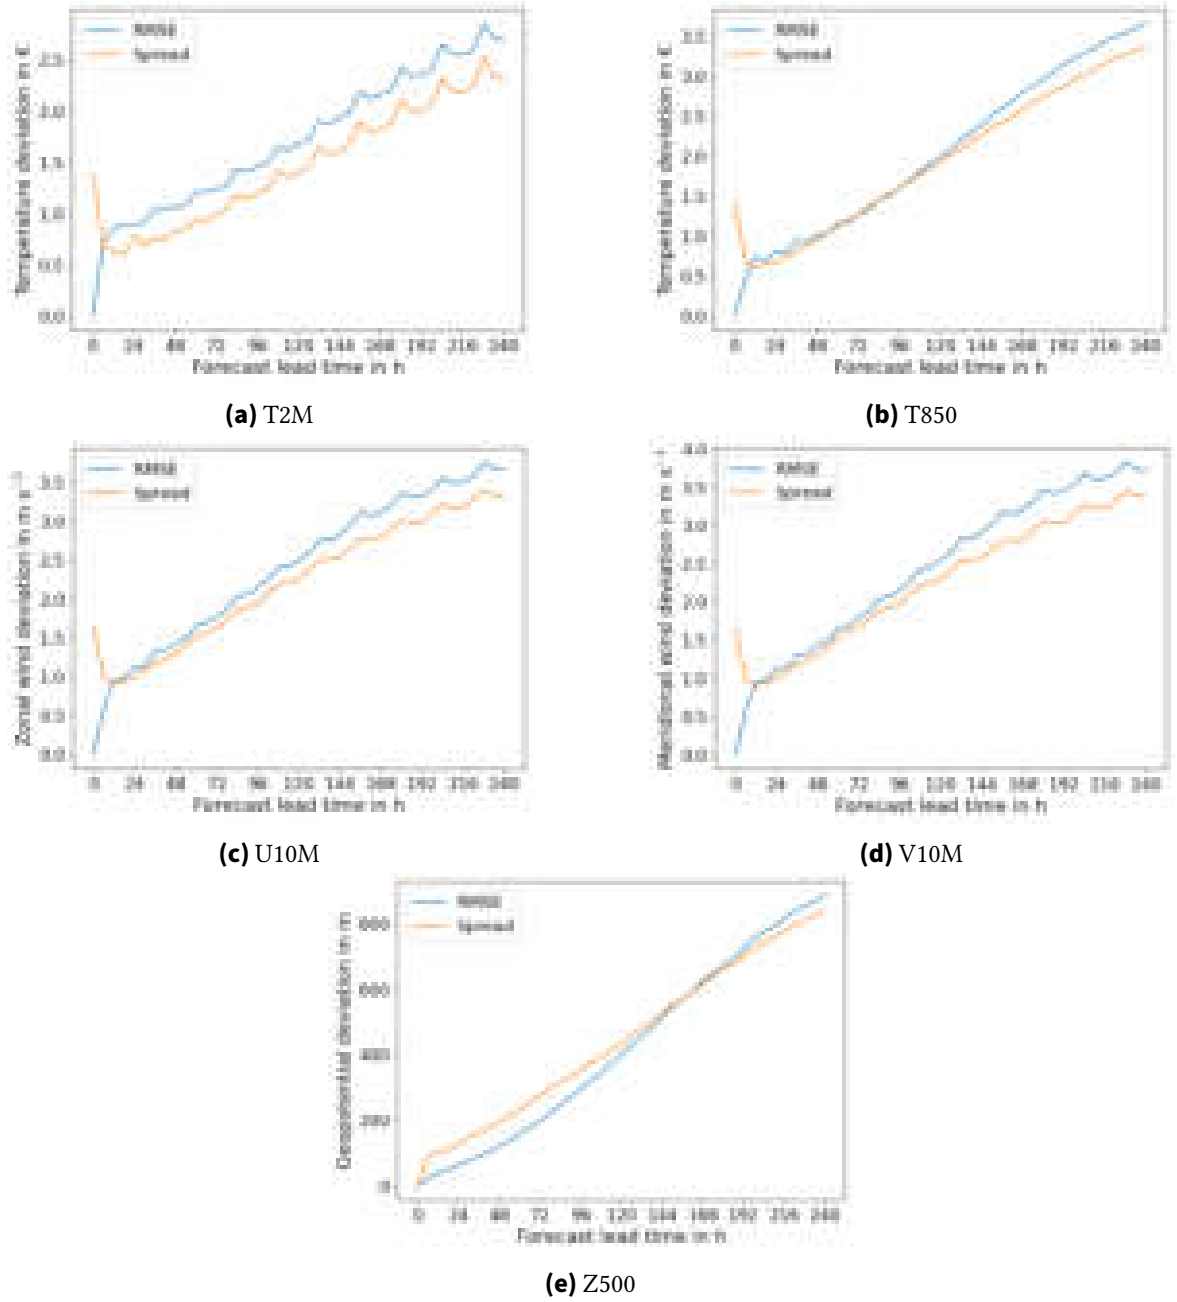 RMSE
Spread
Temperature deviation in K
2.5
2.0
1.5
1.0
0.5
0.0
0 24 48 72 96 120 144 168 192 216 240
Forecast lead time in h
(a) T2M
RMSE
Spread
Temperature deviation in K
3.5
3.0
2.5
2.0
1.5
1.0
0.5
0.0
0 24 48 72 96 120 144 168 192 216 240
Forecast lead time in h
(b) T850
RMSE
Spread
Zonal wind deviation in m s⁻¹
3.5
3.0
2.5
2.0
1.5
1.0
0.5
0.0
0 24 48 72 96 120 144 168 192 216 240
Forecast lead time in h
(c) U10M
RMSE
Spread
Meridional wind deviation in m s⁻¹
4.0
3.5
3.0
2.5
2.0
1.5
1.0
0.5
0.0
0 24 48 72 96 120 144 168 192 216 240
Forecast lead time in h
(d) V10M
RMSE
Spread
Geopotential deviation in m
800
600
400
200
0
0 24 48 72 96 120 144 168 192 216 240
Forecast lead time in h
(e) Z500